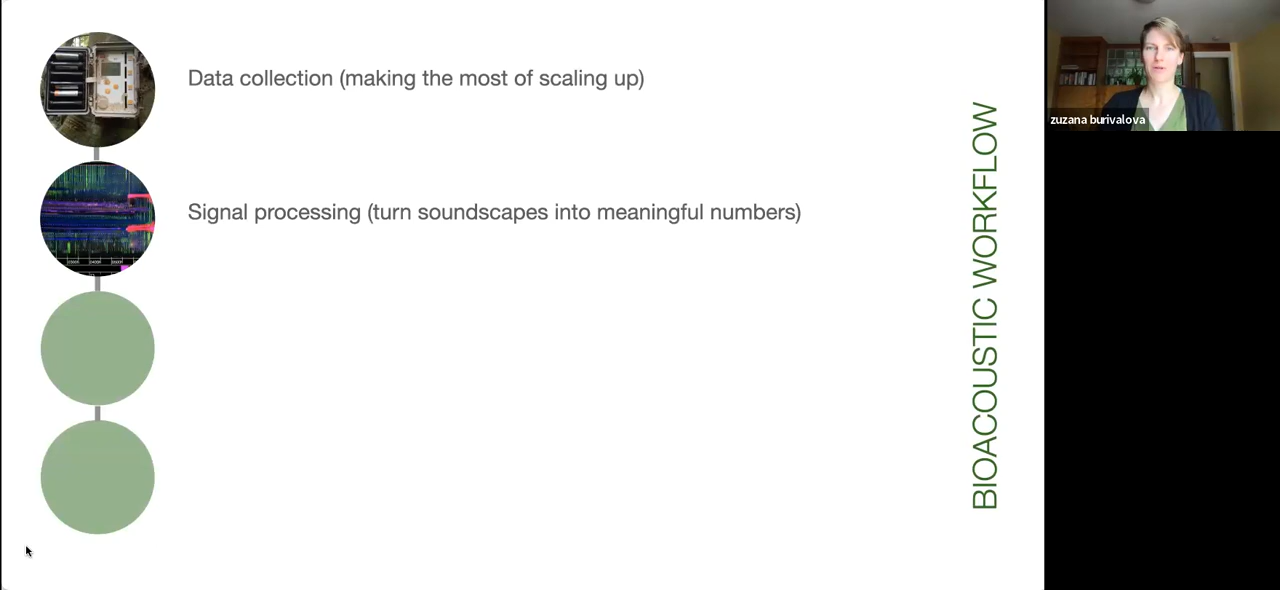 Data collection (making the most of scaling up)
Signal processing (turn soundscapes into meaningful numbers)
BIOACOUSTIC WORKFLOW
zuzana burivalova